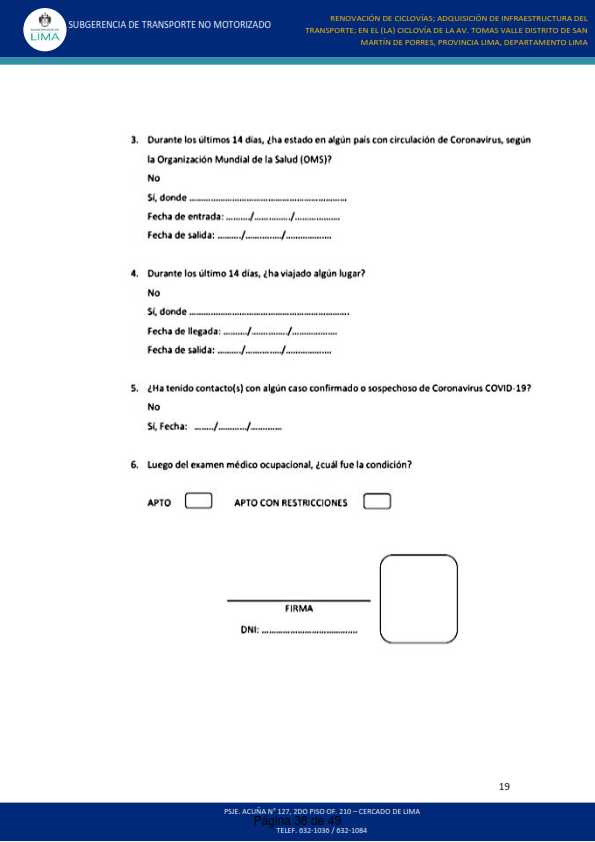 LIMA
SUBGERENCIA DE TRANSPORTE NO MOTORIZADO
RENOVACIÓN DE CICLOVÍAS; ADQUISICIÓN DE INFRAESTRUCTURA DEL
TRANSPORTE; EN EL (LA) CICLOVÍA DE LA AV. TOMAS VALLE DISTRITO DE SAN
MARTÍN DE PORRES, PROVINCIA LIMA, DEPARTAMENTO LIMA
3. Durante los últimos 14 días, ¿ha estado en algún país con circulación de Coronavirus, según
la Organización Mundial de la Salud (OMS)?
No
Sí, donde ..........................................................
Fecha de entrada: ........../.............../..................
Fecha de salida: ........../.............../..................
4. Durante los último 14 días, ¿ha viajado algún lugar?
No
Sí, donde ..........................................................
Fecha de llegada: ........../.............../..................
Fecha de salida: ........../.............../..................
5. ¿Ha tenido contacto(s) con algún caso confirmado o sospechoso de Coronavirus COVID-19?
No
Sí, Fecha: ......../.........../............
6. Luego del examen médico ocupacional, ¿cuál fue la condición?
APTO APTO CON RESTRICCIONES
FIRMA
DNI: ......................................
19
PSJE. ACUÑA N° 127, 2DO PISO OF. 210 – CERCADO DE LIMA
Página 38 de 49
TELEF. 632-1036 / 632-1084